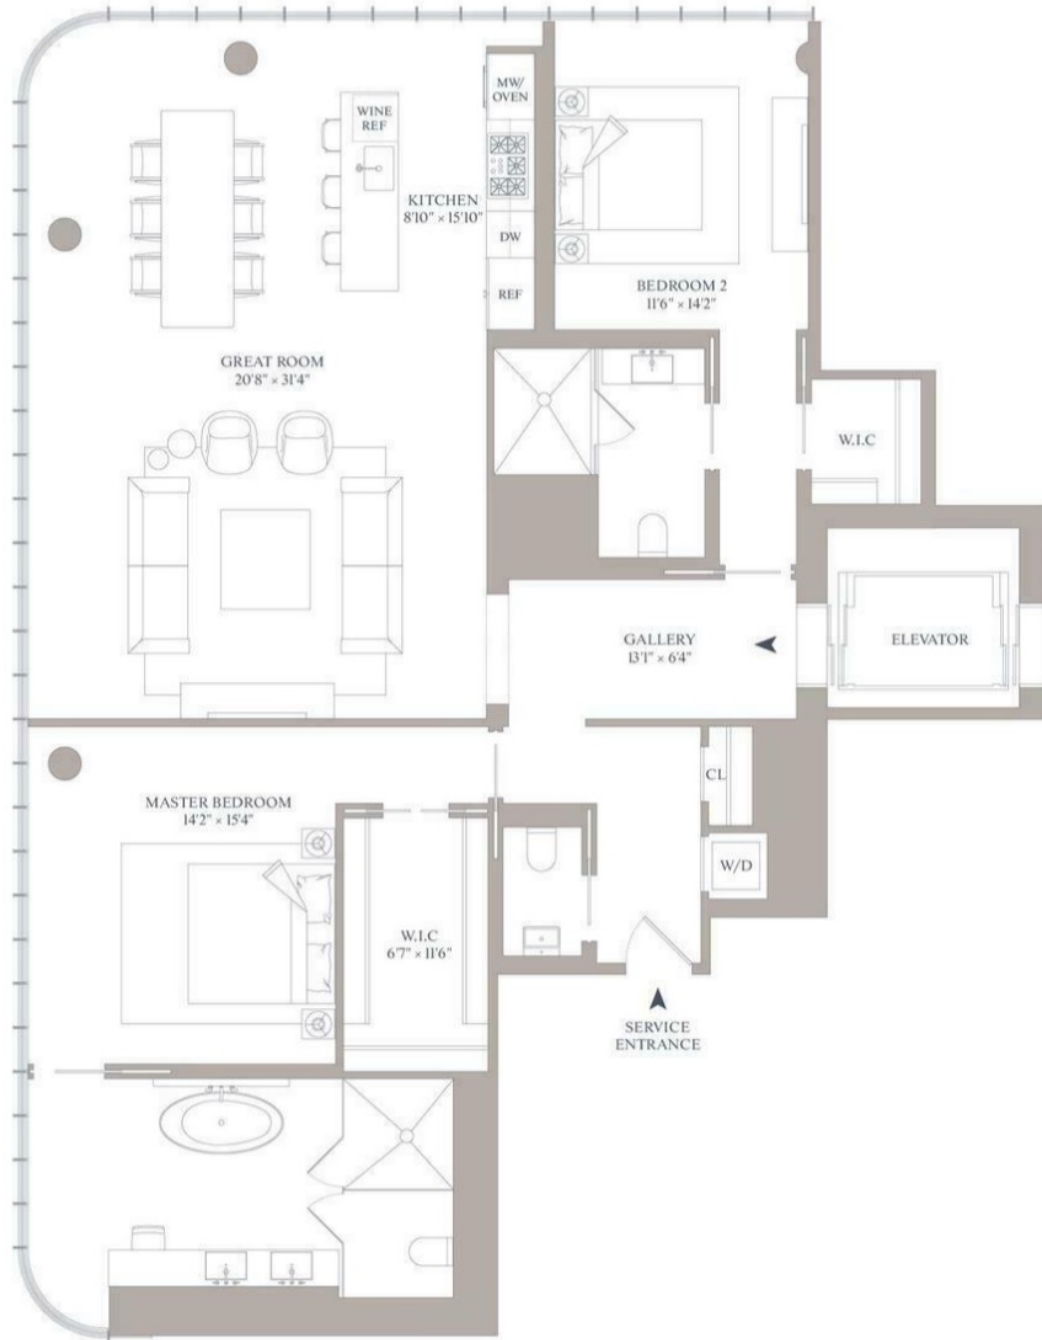 MW/
OVEN
WINE
REF
KITCHEN
8'10" × 15'10"
DW
REF
BEDROOM 2
11'6" × 14'2"
GREAT ROOM
20'8" × 31'4"
W.I.C
GALLERY
13'1" × 6'4"
ELEVATOR
CL
MASTER BEDROOM
14'2" × 15'4"
W/D
W.I.C
6'7" × 11'6"
SERVICE
ENTRANCE